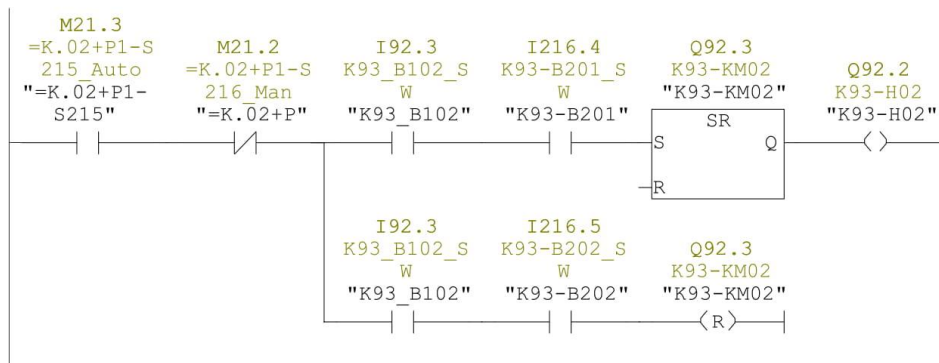 M21.3
=K.02+P1-S
215_Auto
"=K.02+P1-
S215"
M21.2
=K.02+P1-S
216_Man
"=K.02+P"
I92.3
K93_B102_S
W
"K93_B102"
I216.4
K93-B201_S
W
"K93-B201"
Q92.3
K93-KM02
"K93-KM02"
SR
S
Q
R
Q92.2
K93-H02
"K93-H02"
I92.3
K93_B102_S
W
"K93_B102"
I216.5
K93-B202_S
W
"K93-B202"
Q92.3
K93-KM02
"K93-KM02"
R